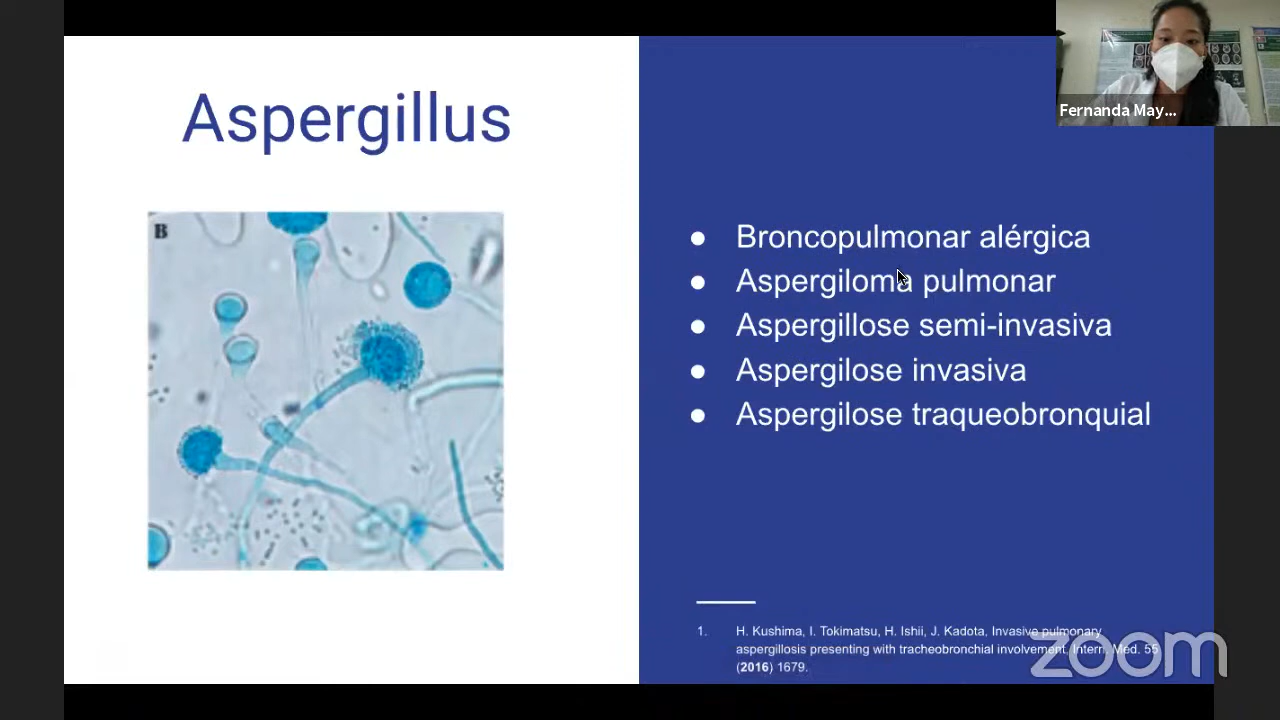 Fernanda May...
Aspergillus
B
● Broncopulmonar alérgica
● Aspergiloma pulmonar
● Aspergillose semi-invasiva
● Aspergilose invasiva
● Aspergilose traqueobronquial
1. H. Kushima, I. Tokimatsu, H. Ishii, J. Kadota, Invasive pulmonary
aspergillosis presenting with tracheobronchial involvement, Intern. Med. 55
(2016) 1679.
zoom